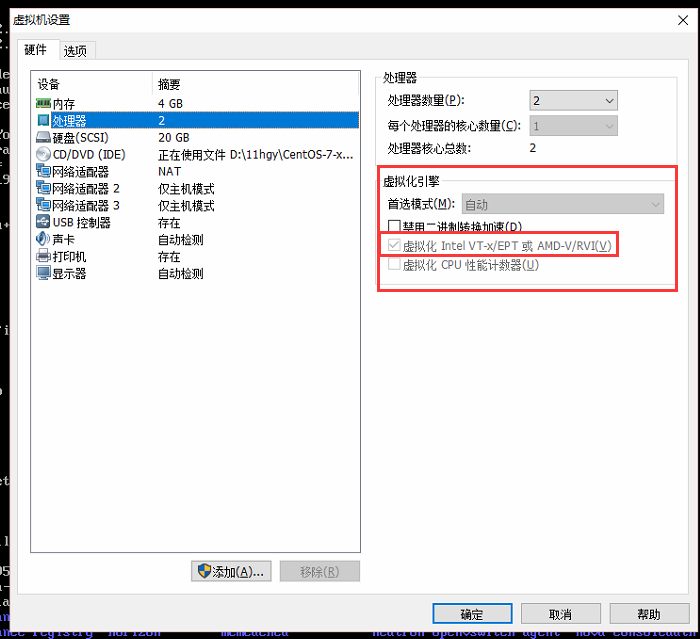 虚拟机设置
硬件 选项
设备 摘要
内存 4 GB
处理器 2
硬盘(SCSI) 20 GB
CD/DVD (IDE) 正在使用文件 D:\11hgy\CentOS-7-x...
网络适配器 NAT
网络适配器 2 仅主机模式
网络适配器 3 仅主机模式
USB 控制器 存在
声卡 自动检测
打印机 存在
显示器 自动检测
添加(A)... 移除(R)
处理器
处理器数量(P): 2
每个处理器的核心数量(C): 1
处理器核心总数: 2
虚拟化引擎
首选模式(M): 自动
禁用二进制转换加速(D)
虚拟化 Intel VT-x/EPT 或 AMD-V/RVI(V)
虚拟化 CPU 性能计数器(U)
确定 取消 帮助